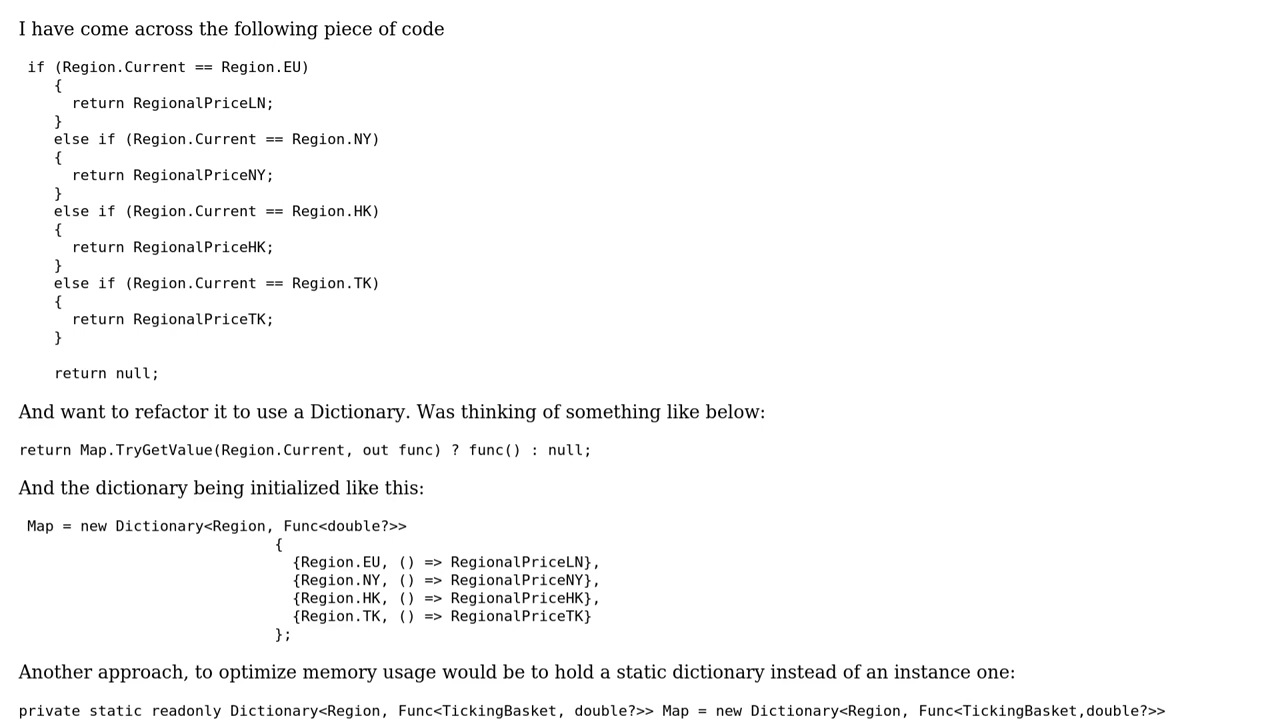 I have come across the following piece of code
if (Region.Current == Region.EU)
{
return RegionalPriceLN;
}
else if (Region.Current == Region.NY)
{
return RegionalPriceNY;
}
else if (Region.Current == Region.HK)
{
return RegionalPriceHK;
}
else if (Region.Current == Region.TK)
{
return RegionalPriceTK;
}
return null;
And want to refactor it to use a Dictionary. Was thinking of something like below:
return Map.TryGetValue(Region.Current, out func) ? func() : null;
And the dictionary being initialized like this:
Map = new Dictionary<Region, Func<double?>>
{
{Region.EU, () => RegionalPriceLN},
{Region.NY, () => RegionalPriceNY},
{Region.HK, () => RegionalPriceHK},
{Region.TK, () => RegionalPriceTK}
};
Another approach, to optimize memory usage would be to hold a static dictionary instead of an instance one:
private static readonly Dictionary<Region, Func<TickingBasket, double?>> Map = new Dictionary<Region, Func<TickingBasket,double?>>